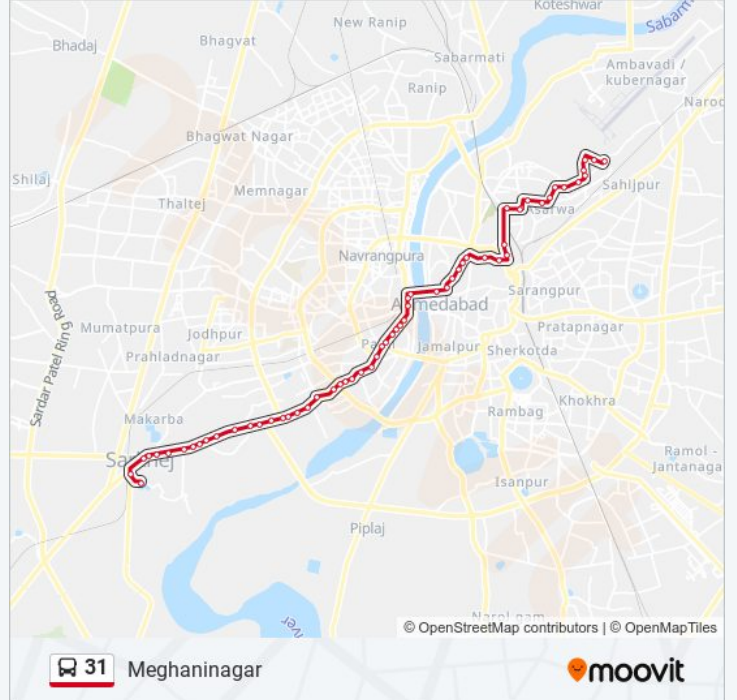 Koteshwar
New Ranip
Sabarm
Bhadaj
Bhagvat
Sabarmati
Ambavadi /
kubernagar
Ranip
Naroc
Bhagwat Nagar
Shilaj
Memnagar
Sahijpur
Thaltej
Asarwa
Navrangpura
Sarangpur
Ahmedabad
Sardar Patel Ring Road
Mumatpura
Jodhpur
Pratapnagar
Prahladnagar
Jamalpur
Sherkotda
Khokhra
Makarba
Rambag
Ramol -
Jantanaga
Isanpur
Piplaj
© OpenStreetMap contributors | © OpenMapTiles
31 Meghaninagar
moovit